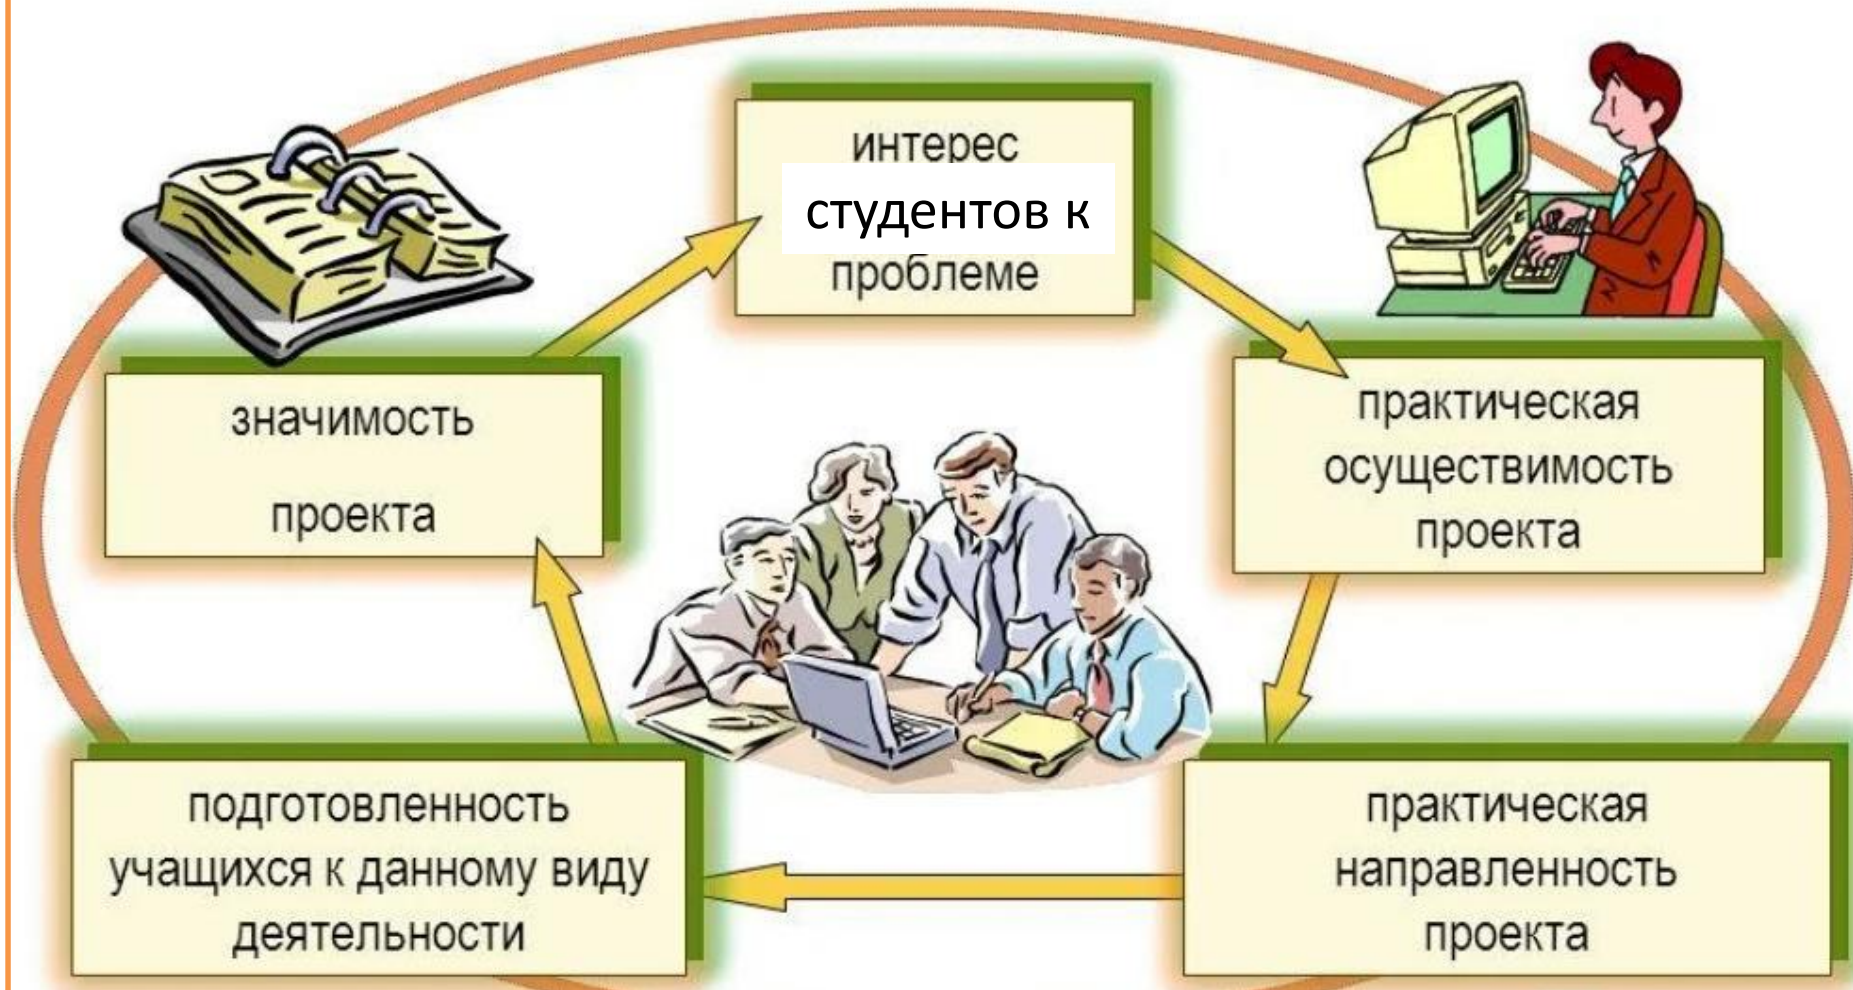 интерес
студентов к
проблеме
значимость
проекта
практическая
осуществимость
проекта
подготовленность
учащихся к данному виду
деятельности
практическая
направленность
проекта